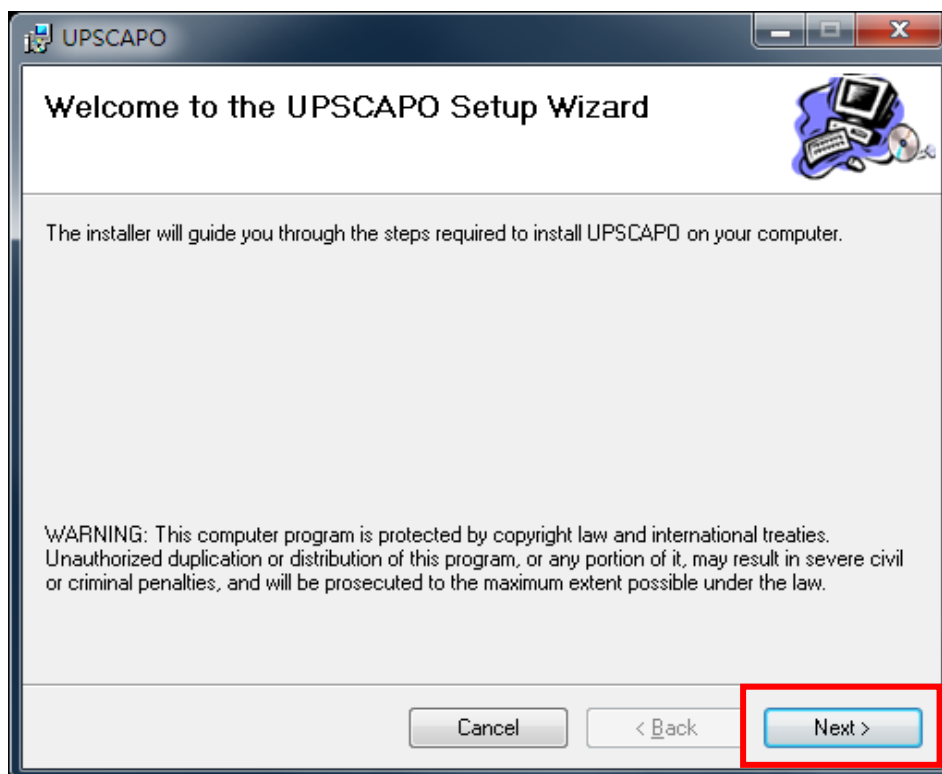 UPSCAPO
Welcome to the UPSCAPO Setup Wizard
The installer will guide you through the steps required to install UPSCAPO on your computer.
WARNING: This computer program is protected by copyright law and international treaties.
Unauthorized duplication or distribution of this program, or any portion of it, may result in severe civil
or criminal penalties, and will be prosecuted to the maximum extent possible under the law.
Cancel
< Back
Next >